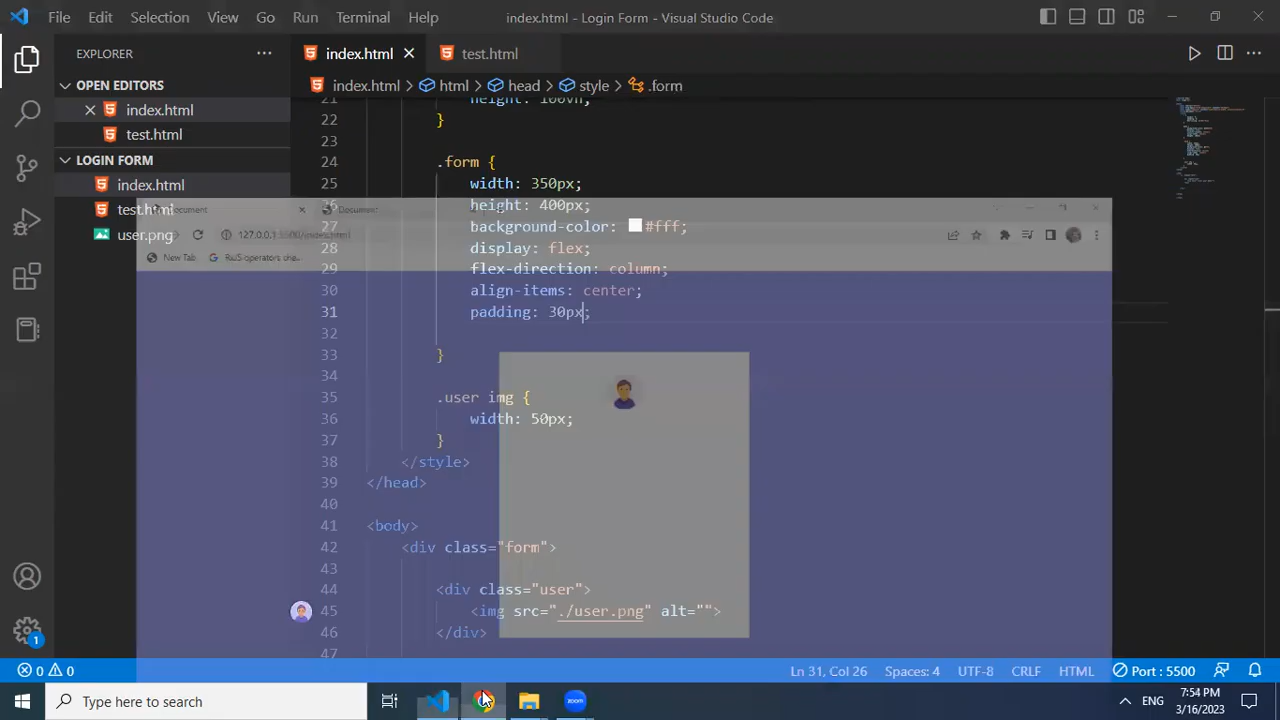 File Edit Selection View Go Run Terminal Help index.html - Login Form - Visual Studio Code
EXPLORER
index.html
test.html
OPEN EDITORS
index.html > html > head > style > .form
index.html
test.html
LOGIN FORM
index.html
test.html
user.png
21 height: 100vh;
22 }
23
24 .form {
25 width: 350px;
26 height: 400px;
27 background-color: #fff;
28 display: flex;
29 flex-direction: column;
30 align-items: center;
31 padding: 30px;
32
33 }
34
35 .user img {
36 width: 50px;
37 }
38 </style>
39 </head>
40
41 <body>
42 <div class="form">
43
44 <div class="user">
45 <img src="./user.png" alt="">
46 </div>
47
Document
Document
New Tab
0 0
Ln 31, Col 26 Spaces: 4 UTF-8 CRLF HTML Port : 5500
1
Type here to search
zoom
ENG
7:54 PM
3/16/2023